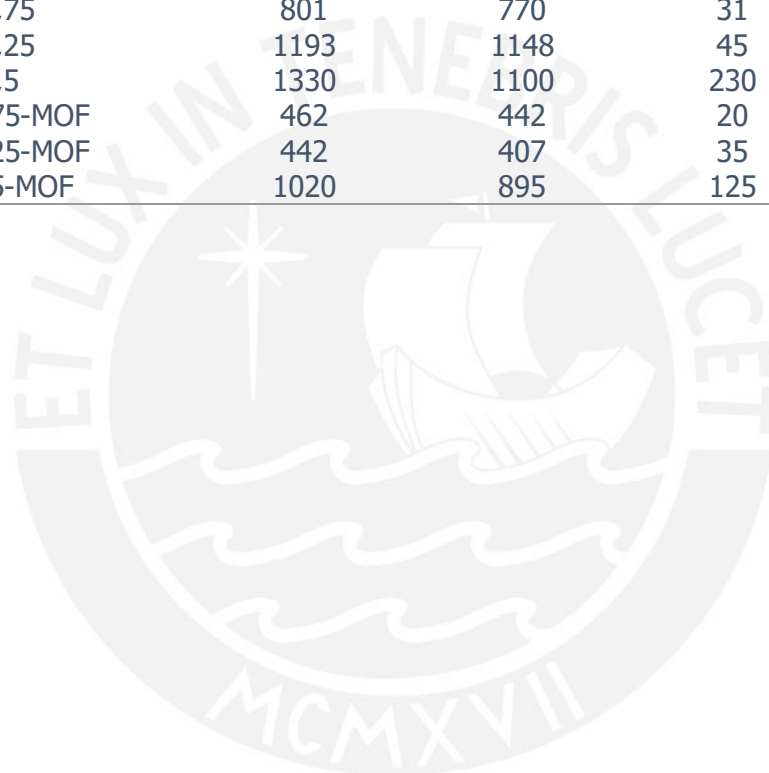 ,75 801 770 31
,25 1193 1148 45
,5 1330 1100 230
75-MOF 462 442 20
25-MOF 442 407 35
5-MOF 1020 895 125
ET LUX IN TENEBRIS LUCET
MCMXVII